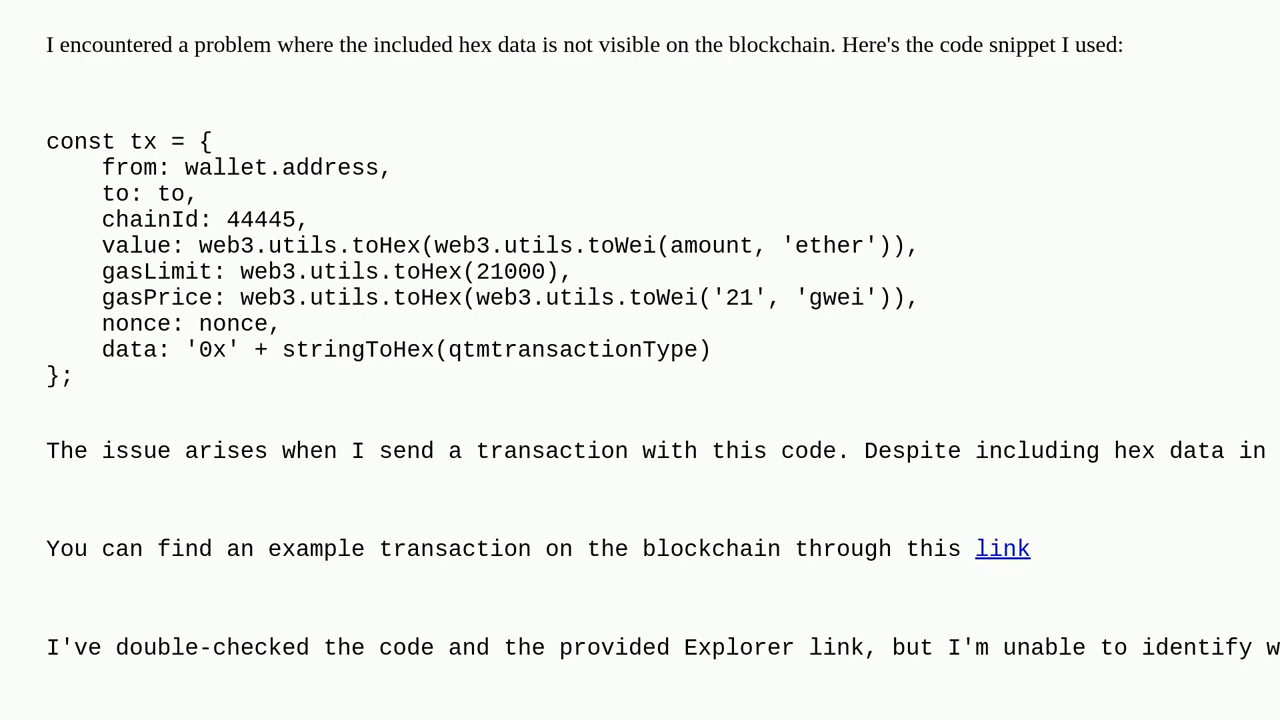 I encountered a problem where the included hex data is not visible on the blockchain. Here's the code snippet I used:
const tx = {
    from: wallet.address,
    to: to,
    chainId: 44445,
    value: web3.utils.toHex(web3.utils.toWei(amount, 'ether')),
    gasLimit: web3.utils.toHex(21000),
    gasPrice: web3.utils.toHex(web3.utils.toWei('21', 'gwei')),
    nonce: nonce,
    data: '0x' + stringToHex(qtmtransactionType)
};
The issue arises when I send a transaction with this code. Despite including hex data in
You can find an example transaction on the blockchain through this link
I've double-checked the code and the provided Explorer link, but I'm unable to identify